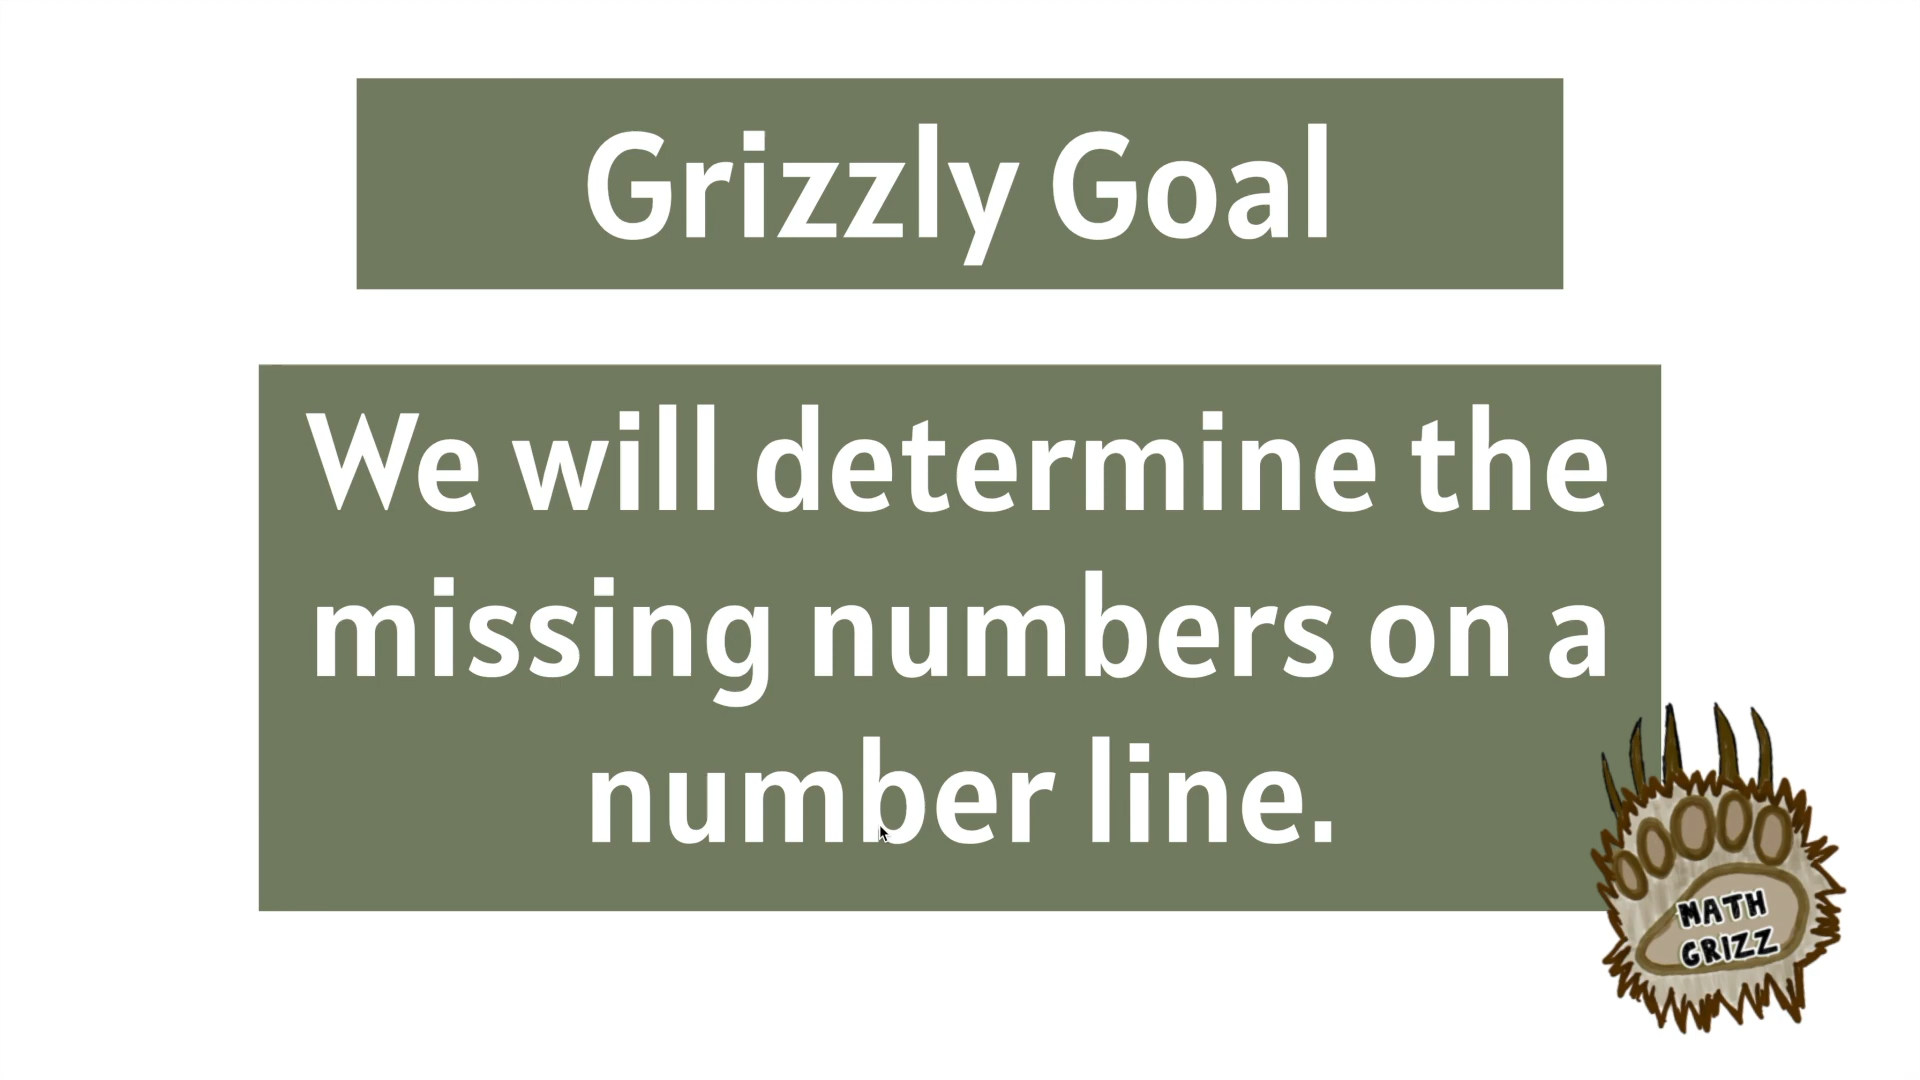 Grizzly Goal
We will determine the
missing numbers on a
number line.
MATH
GRIZZ